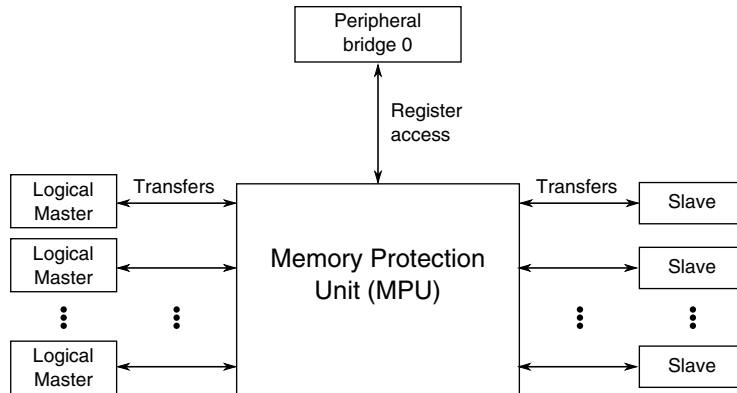 Peripheral
bridge 0
Register
access
Logical
Master
Transfers
Transfers
Slave
Logical
Master
Memory Protection
Unit (MPU)
Slave
Logical
Master
Slave